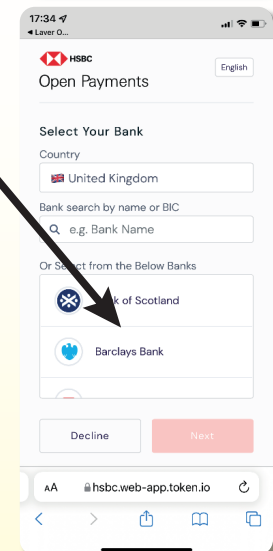 17:34
◀ Laver O...
HSBC
English
Open Payments
Select Your Bank
Country
United Kingdom
Bank search by name or BIC
e.g. Bank Name
Or Select from the Below Banks
of Scotland
Barclays Bank
Decline
Next
AA
hsbc.web-app.token.io